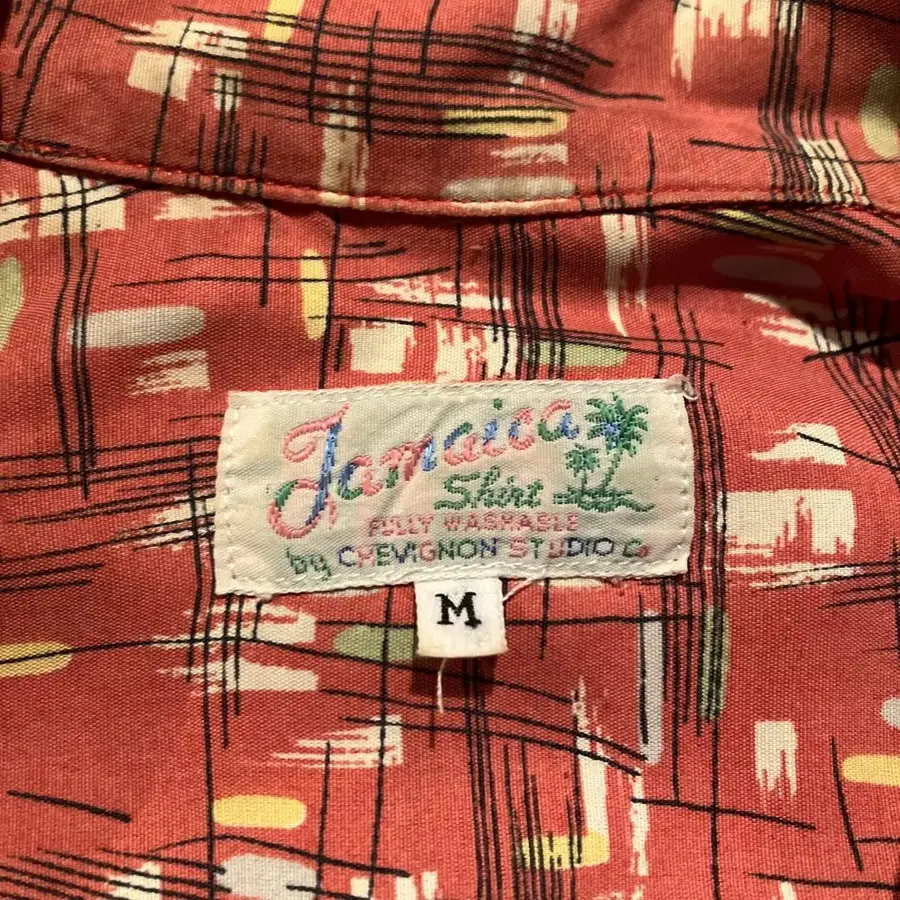 Jamaica
Shirt
FULLY WASHABLE
by CHEVIGNON STUDIO Co
M